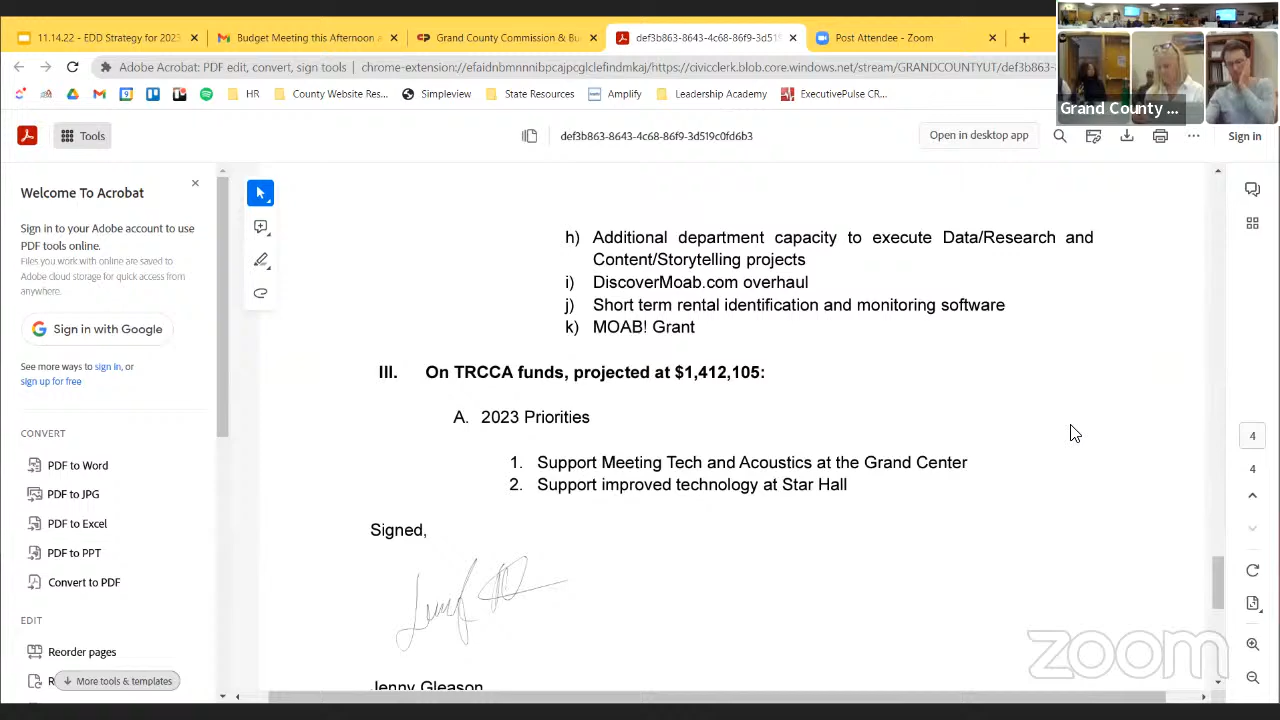 11.14.22 - EDD Strategy for 2023
Budget Meeting this Afternoon
Grand County Commission & Bu
def3b863-8643-4c68-86f9-3d51
Post Attendee - Zoom
Adobe Acrobat: PDF edit, convert, sign tools | chrome-extension://efaidnbmnnnibpcajpcglclefindmkaj/https://civicclerk.blob.core.windows.net/stream/GRANDCOUNTYUT/def3b863-
Grand County ...
HR
County Website Res...
Simpleview
State Resources
Amplify
Leadership Academy
ExecutivePulse CR...
Tools
def3b863-8643-4c68-86f9-3d519c0fd6b3
Open in desktop app
Sign in
Welcome To Acrobat
Sign in to your Adobe account to use
PDF tools online.
Files you work with online are saved to
Adobe cloud storage for quick access from
anywhere.
Sign in with Google
See more ways to sign in, or
sign up for free
CONVERT
PDF to Word
PDF to JPG
PDF to Excel
PDF to PPT
Convert to PDF
EDIT
Reorder pages
More tools & templates
h) Additional department capacity to execute Data/Research and
Content/Storytelling projects
i) DiscoverMoab.com overhaul
j) Short term rental identification and monitoring software
k) MOAB! Grant
III. On TRCCA funds, projected at $1,412,105:
A. 2023 Priorities
1. Support Meeting Tech and Acoustics at the Grand Center
2. Support improved technology at Star Hall
Signed,
Jenny Gleason
4
4
zoom